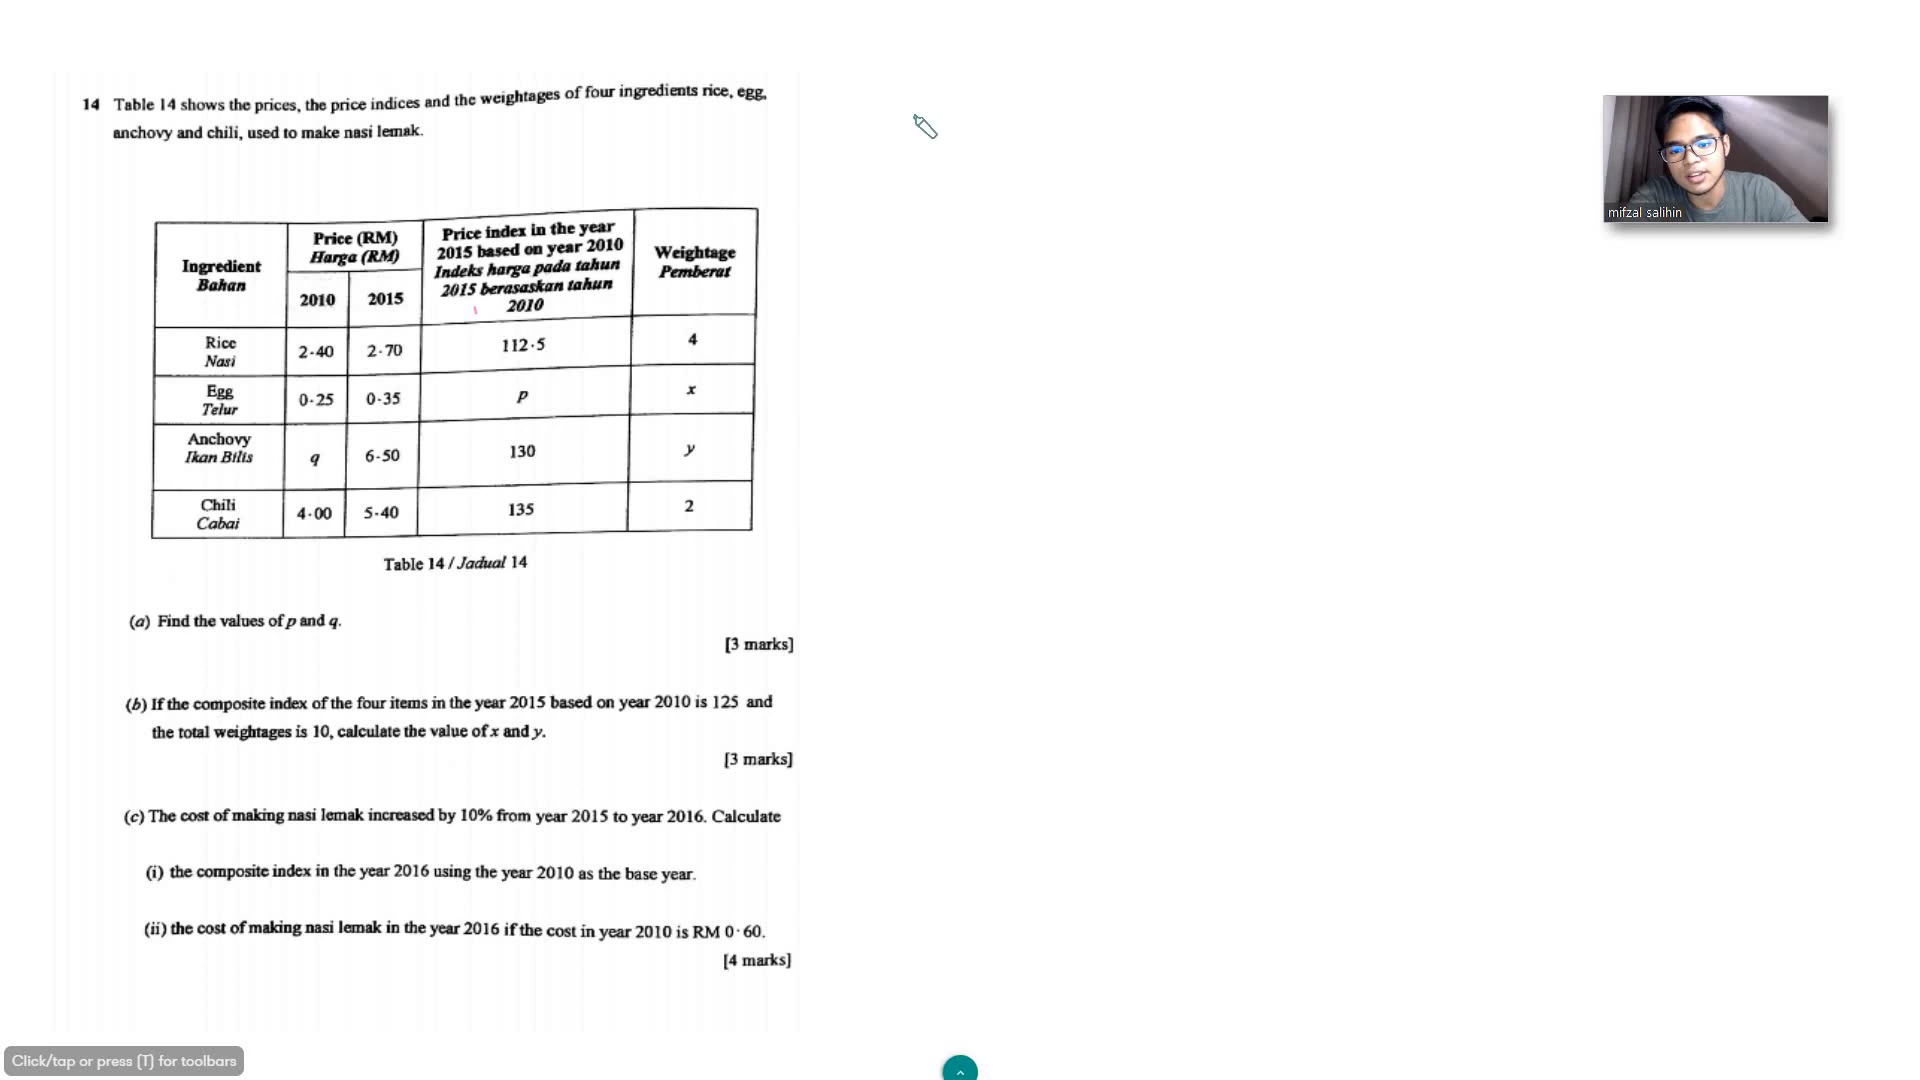 14 Table 14 shows the prices, the price indices and the weightages of four ingredients rice, egg,
anchovy and chili, used to make nasi lemak.
Ingredient
Bahan
Price (RM)
Harga (RM)
2010
2015
Price index in the year
2015 based on year 2010
Indeks harga pada tahun
2015 berasaskan tahun
2010
Weightage
Pemberat
Rice
Nasi
2·40
2·70
112·5
4
Egg
Telur
0·25
0·35
p
x
Anchovy
Ikan Bilis
q
6·50
130
y
Chili
Cabai
4·00
5·40
135
2
Table 14 / Jadual 14
(a) Find the values of p and q.
[3 marks]
(b) If the composite index of the four items in the year 2015 based on year 2010 is 125 and
the total weightages is 10, calculate the value of x and y.
[3 marks]
(c) The cost of making nasi lemak increased by 10% from year 2015 to year 2016. Calculate
(i) the composite index in the year 2016 using the year 2010 as the base year.
(ii) the cost of making nasi lemak in the year 2016 if the cost in year 2010 is RM 0·60.
[4 marks]
mifzal salihin
Click/tap or press (T) for toolbars